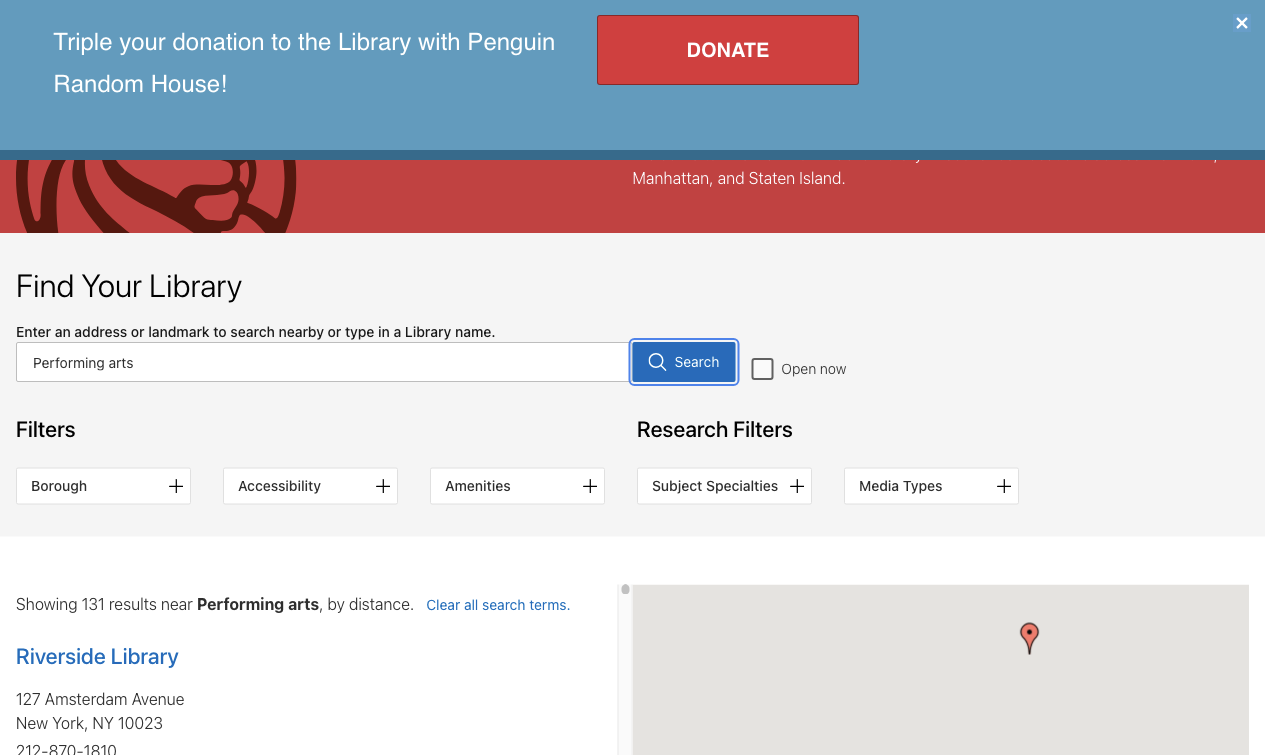 Triple your donation to the Library with Penguin
Random House!
DONATE
Manhattan, and Staten Island.
Find Your Library
Enter an address or landmark to search nearby or type in a Library name.
Performing arts
Search
Open now
Filters
Research Filters
Borough
Accessibility
Amenities
Subject Specialties
Media Types
Showing 131 results near Performing arts, by distance. Clear all search terms.
Riverside Library
127 Amsterdam Avenue
New York, NY 10023
212-870-1810